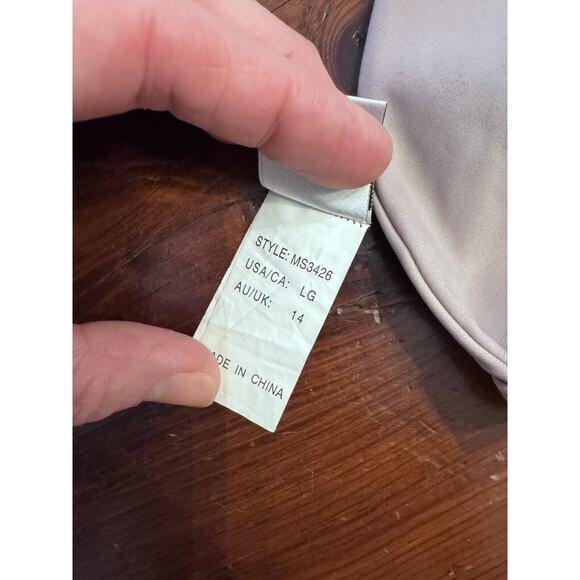 STYLE: MS3426
USA/CA: LG
AU/UK: 14
ADE IN CHINA